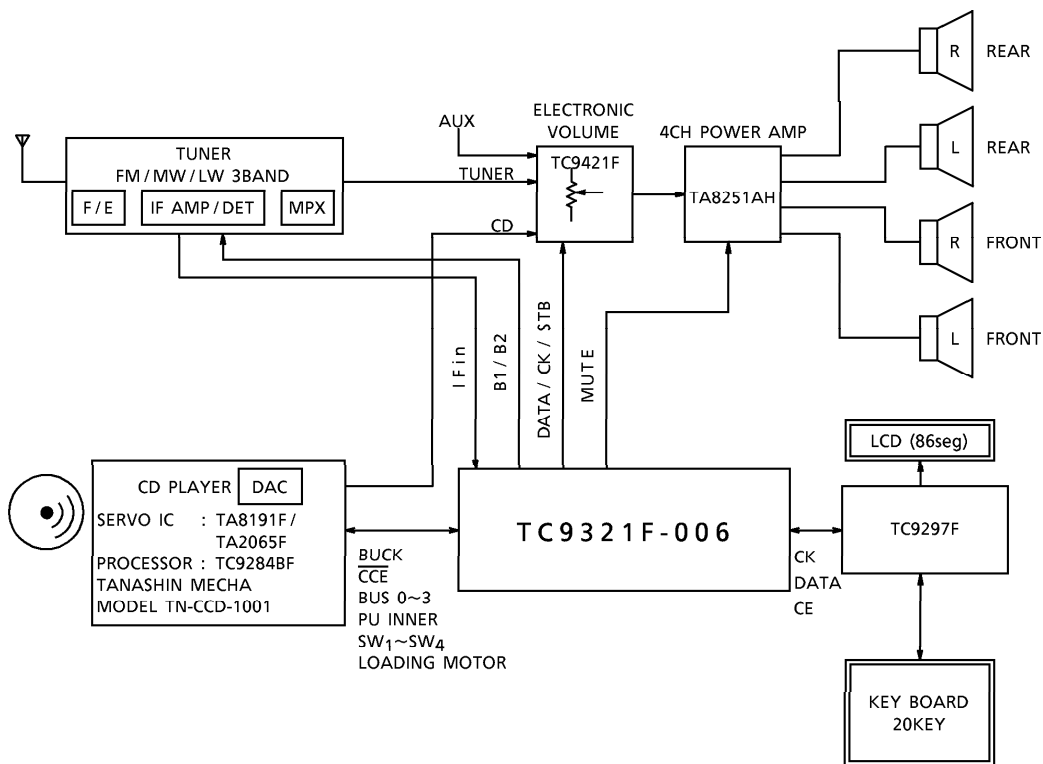 R REAR
L REAR
R FRONT
L FRONT
ELECTRONIC
VOLUME
TC9421F
4CH POWER AMP
TA8251AH
AUX
TUNER
CD
TUNER
FM / MW / LW 3BAND
F / E
IF AMP / DET
MPX
IFin
B1 / B2
DATA / CK / STB
MUTE
LCD (86seg)
TC9297F
CD PLAYER
DAC
SERVO IC : TA8191F /
TA2065F
PROCESSOR : TC9284BF
TANASHIN MECHA
MODEL TN-CCD-1001
TC9321F-006
BUCK
C̅C̅E̅
BUS 0~3
PU INNER
SW₁~SW₄
LOADING MOTOR
CK
DATA
CE
KEY BOARD
20KEY